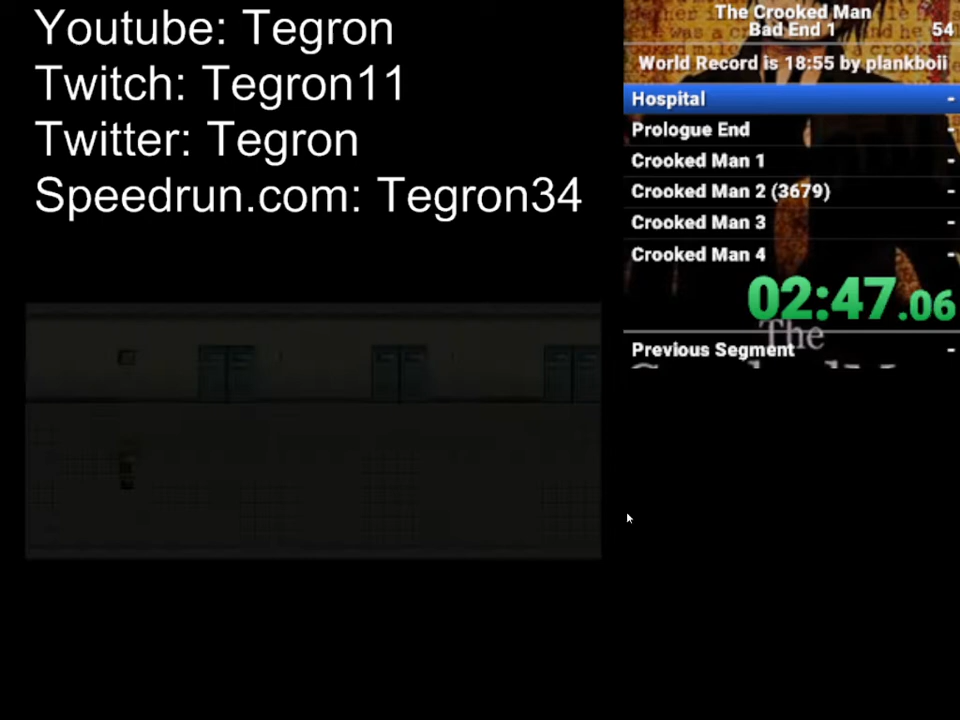 Youtube: Tegron
Twitch: Tegron11
Twitter: Tegron
Speedrun.com: Tegron34
The Crooked Man
Bad End 1
54
World Record is 18:55 by plankboii
Hospital -
Prologue End -
Crooked Man 1 -
Crooked Man 2 (3679) -
Crooked Man 3 -
Crooked Man 4 -
02:47.06
The
Previous Segment -